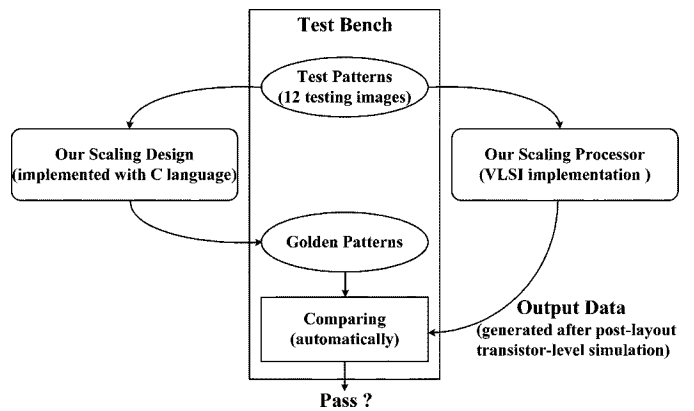 Test Bench
Test Patterns
(12 testing images)
Our Scaling Design
(implemented with C language)
Our Scaling Processor
(VLSI implementation )
Golden Patterns
Comparing
(automatically)
Output Data
(generated after post-layout
transistor-level simulation)
Pass ?